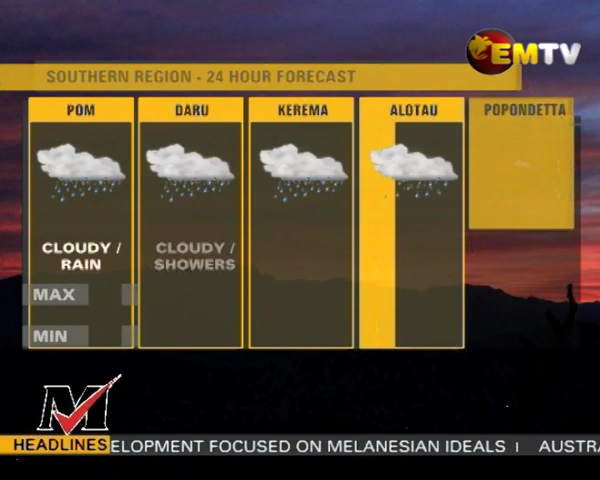 EMTV
SOUTHERN REGION - 24 HOUR FORECAST
POM DARU KEREMA ALOTAU POPONDETTA
CLOUDY / CLOUDY /
RAIN SHOWERS
MAX
MIN
M
HEADLINES ELOPMENT FOCUSED ON MELANESIAN IDEALS | AUSTRA